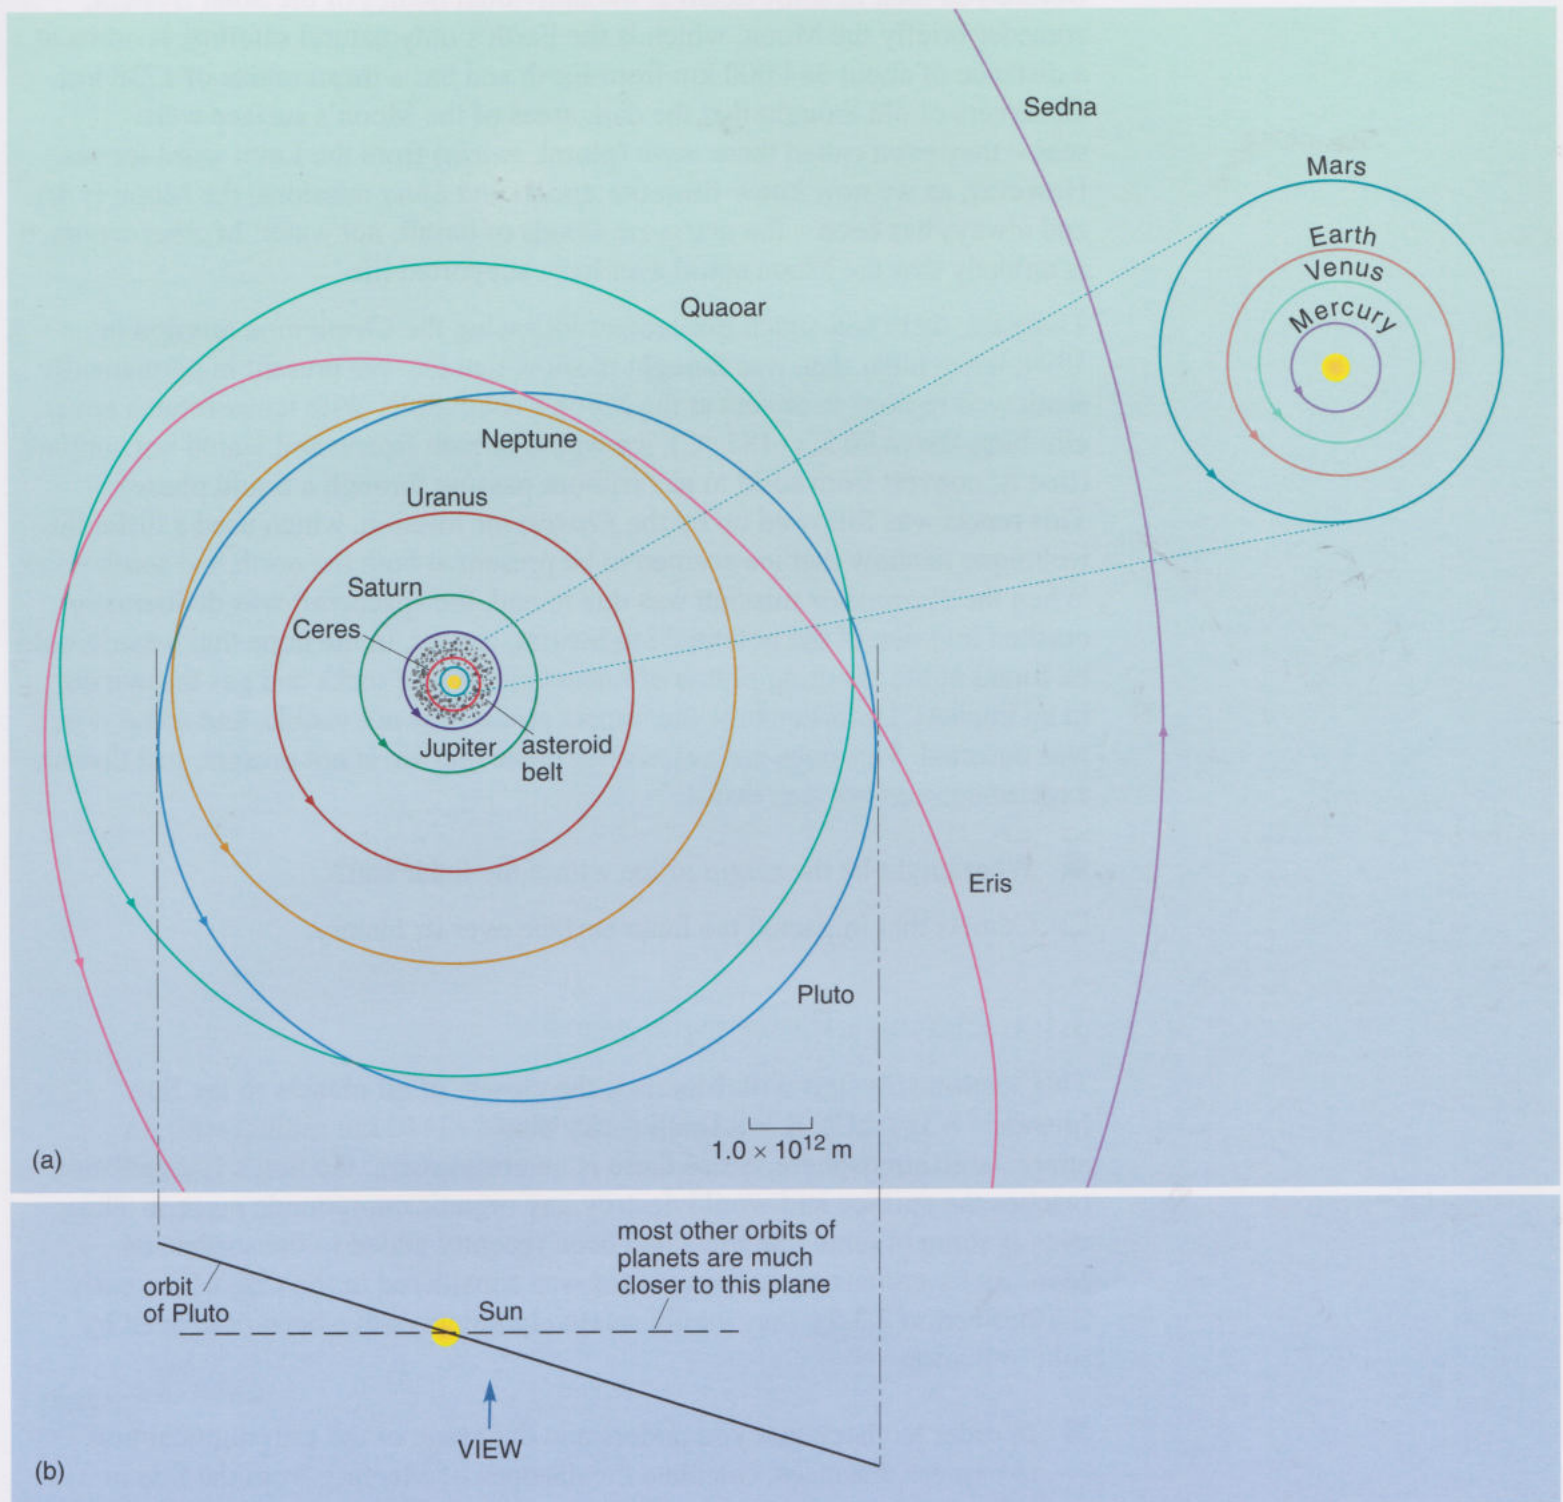 Sedna
Mars
Earth
Venus
Mercury
Quaoar
Neptune
Uranus
Saturn
Ceres
Jupiter
asteroid
belt
Eris
Pluto
1.0 × 10¹² m
(a)
most other orbits of
planets are much
closer to this plane
orbit
of Pluto
Sun
VIEW
(b)